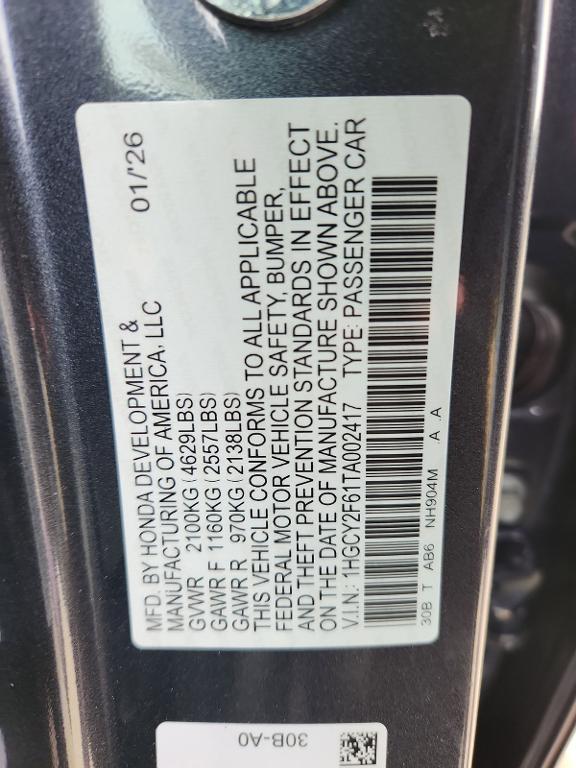 MFD. BY HONDA DEVELOPMENT & 01/'26
MANUFACTURING OF AMERICA, LLC
GVWR 2100KG (4629LBS)
GAWR F 1160KG (2557LBS)
GAWR R 970KG (2138LBS)
THIS VEHICLE CONFORMS TO ALL APPLICABLE
FEDERAL MOTOR VEHICLE SAFETY, BUMPER,
AND THEFT PREVENTION STANDARDS IN EFFECT
ON THE DATE OF MANUFACTURE SHOWN ABOVE.
V.I.N.: 1HGCY2F61TA002417 TYPE: PASSENGER CAR
30B T AB6 NH904M .A .A
30B-A0